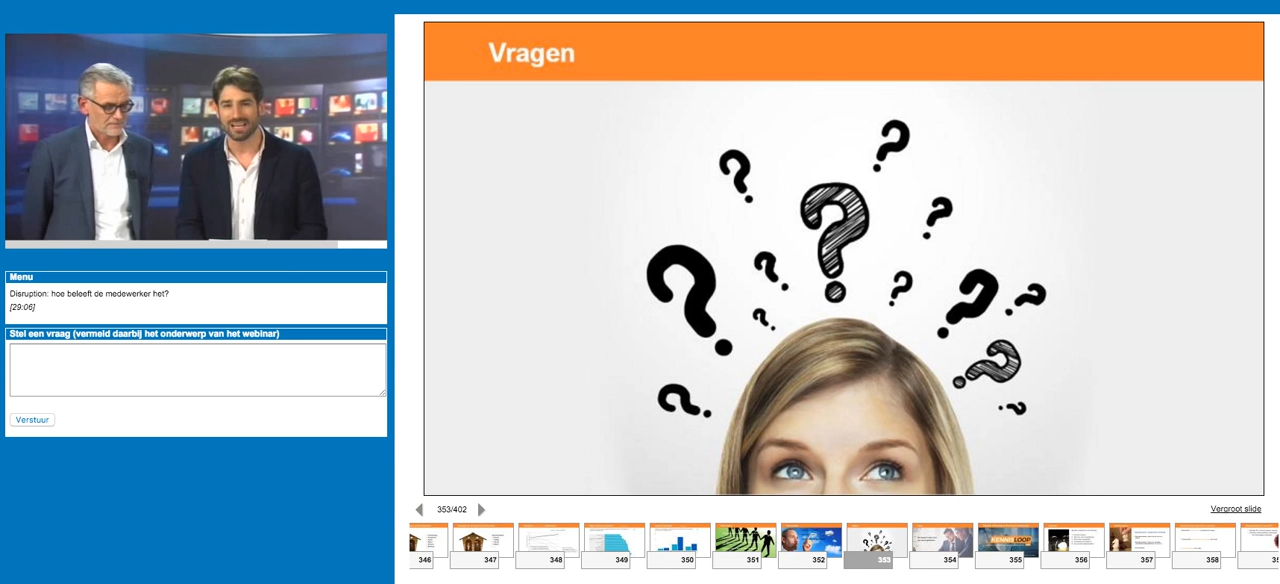 Vragen
Menu
Disruption: hoe beleeft de medewerker het?
[29:06]
Stel een vraag (vermeld daarbij het onderwerp van het webinar)
Verstuur
353/402
Vergroot slide
KENNISLOOP
346
347
348
349
350
351
352
353
354
355
356
357
358